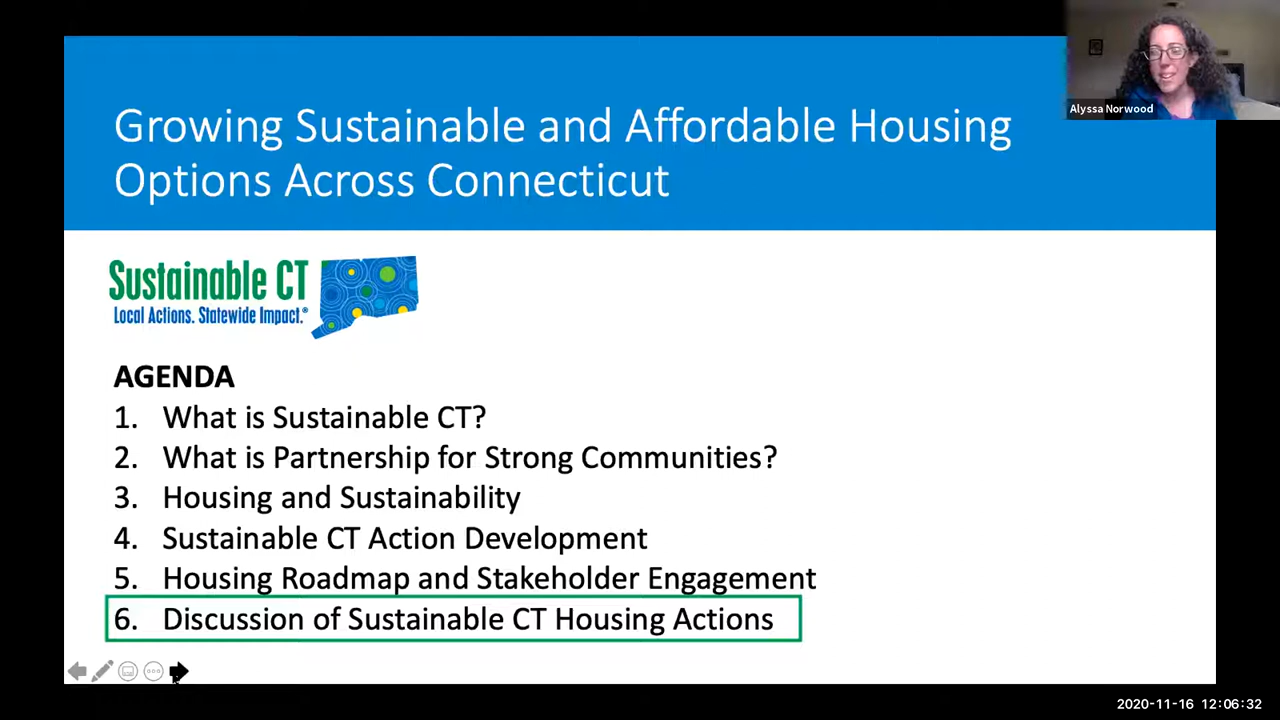 Growing Sustainable and Affordable Housing
Options Across Connecticut
Alyssa Norwood
Sustainable CT
Local Actions. Statewide Impact.®
AGENDA
1. What is Sustainable CT?
2. What is Partnership for Strong Communities?
3. Housing and Sustainability
4. Sustainable CT Action Development
5. Housing Roadmap and Stakeholder Engagement
6. Discussion of Sustainable CT Housing Actions
2020-11-16 12:06:32